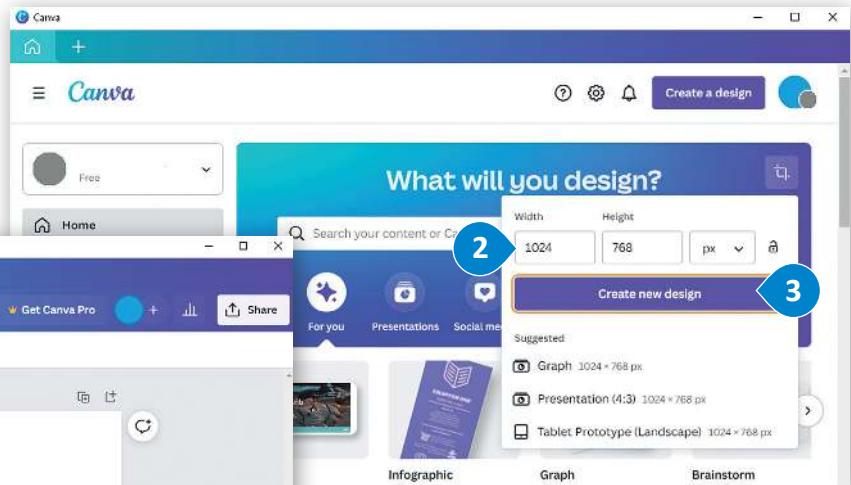 Canva
Canva
Create a design
Free
What will you design?
Home
Search your content or Ca
Width
Height
2
1024
768
px
Create new design
3
Get Canva Pro
Share
For you
Presentations
Social me
Suggested
Graph 1024 × 768 px
Presentation (4:3) 1024 × 768 px
Tablet Prototype (Landscape) 1024 × 768 px
Infographic
Graph
Brainstorm